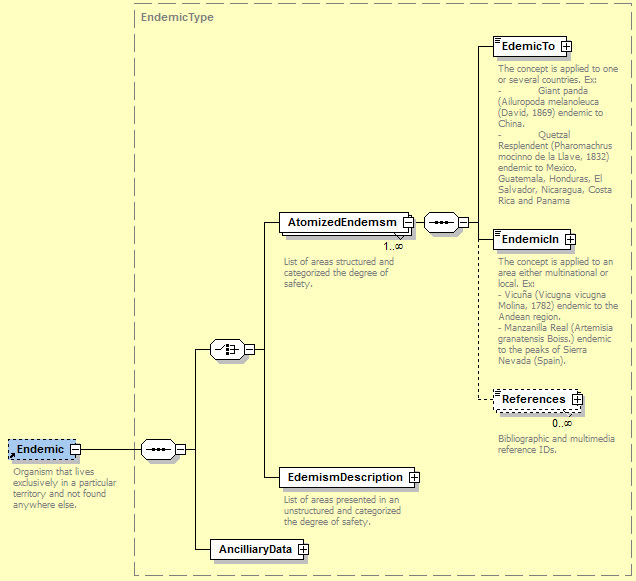 EndemicType
EdemicTo
The concept is applied to one
or several countries. Ex:
- Giant panda
(Ailuropoda melanoleuca
(David, 1869) endemic to
China.
- Quetzal
Resplendent (Pharomachrus
mocinno de la Llave, 1832)
endemic to Mexico,
Guatemala, Honduras, El
Salvador, Nicaragua, Costa
Rica and Panama
AtomizedEndemsm
1..∞
List of areas structured and
categorized the degree of
safety.
EndemicIn
The concept is applied to an
area either multinational or
local. Ex:
- Vicuña (Vicugna vicugna
Molina, 1782) endemic to the
Andean region.
- Manzanilla Real (Artemisia
granatensis Boiss.) endemic
to the peaks of Sierra
Nevada (Spain).
References
0..∞
Bibliographic and multimedia
reference IDs.
Endemic
Organism that lives
exclusively in a particular
territory and not found
anywhere else.
EdemismDescription
List of areas presented in an
unstructured and categorized
the degree of safety.
AncilliaryData